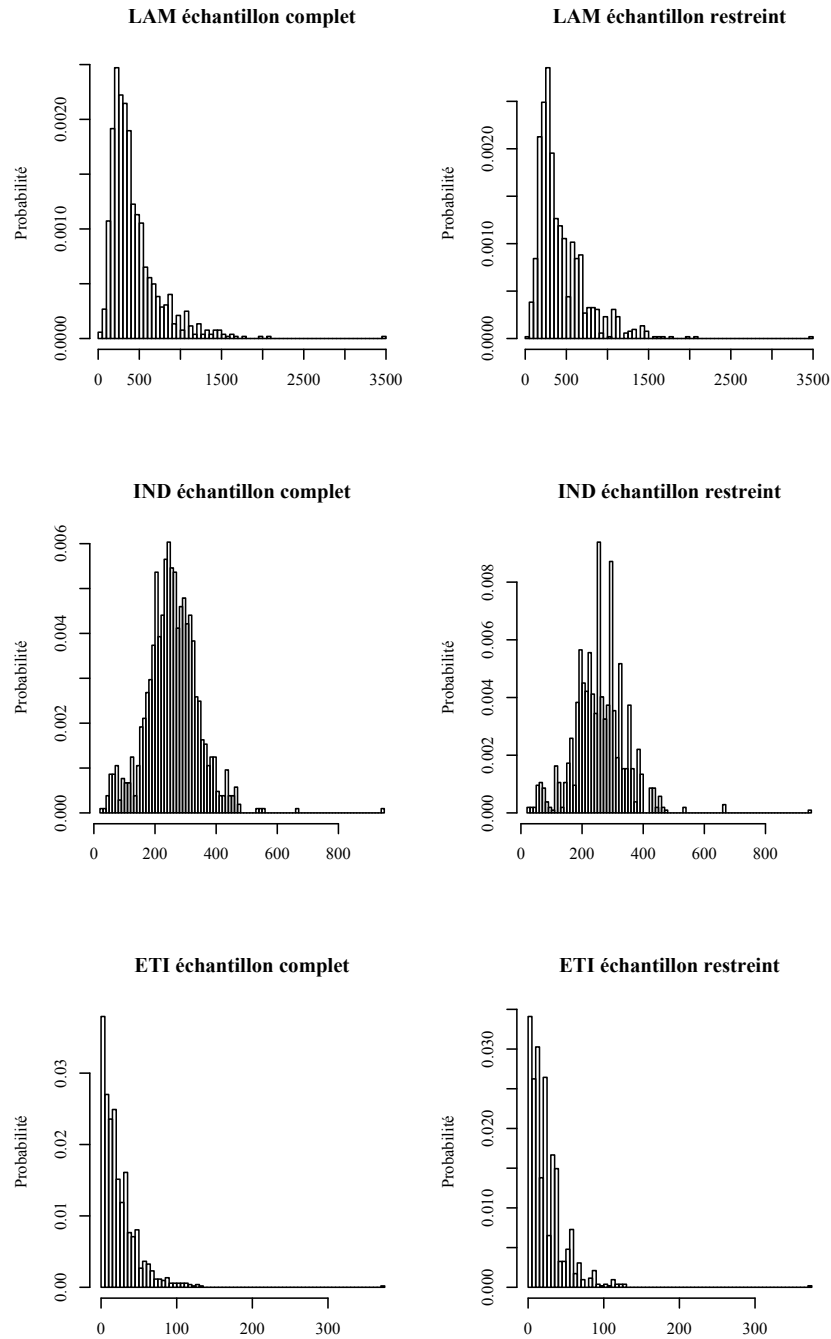 LAM échantillon complet
LAM échantillon restreint
Probabilité
0.0000 0.0010 0.0020
0 500 1500 2500 3500
Probabilité
0.0000 0.0010 0.0020
0 500 1500 2500 3500
IND échantillon complet
IND échantillon restreint
Probabilité
0.000 0.002 0.004 0.006
0 200 400 600 800
Probabilité
0.000 0.002 0.004 0.006 0.008
0 200 400 600 800
ETI échantillon complet
ETI échantillon restreint
Probabilité
0.00 0.01 0.02 0.03
0 100 200 300
Probabilité
0.000 0.010 0.020 0.030
0 100 200 300